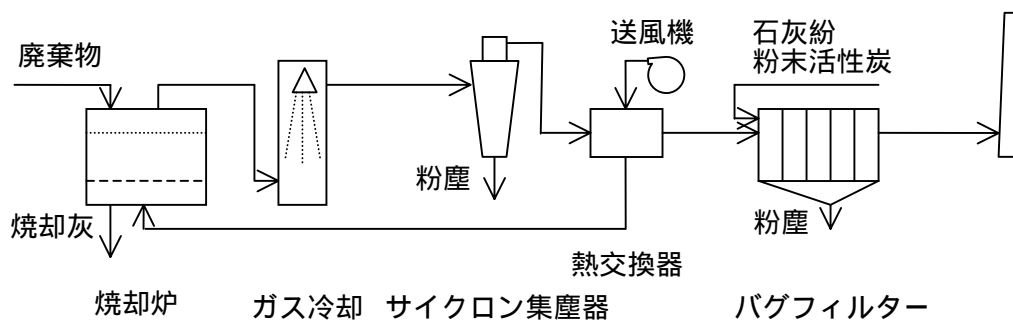 廃棄物
送風機
石灰紛
粉末活性炭
粉塵
焼却灰
粉塵
熱交換器
焼却炉
ガス冷却
サイクロン集塵器
バグフィルター